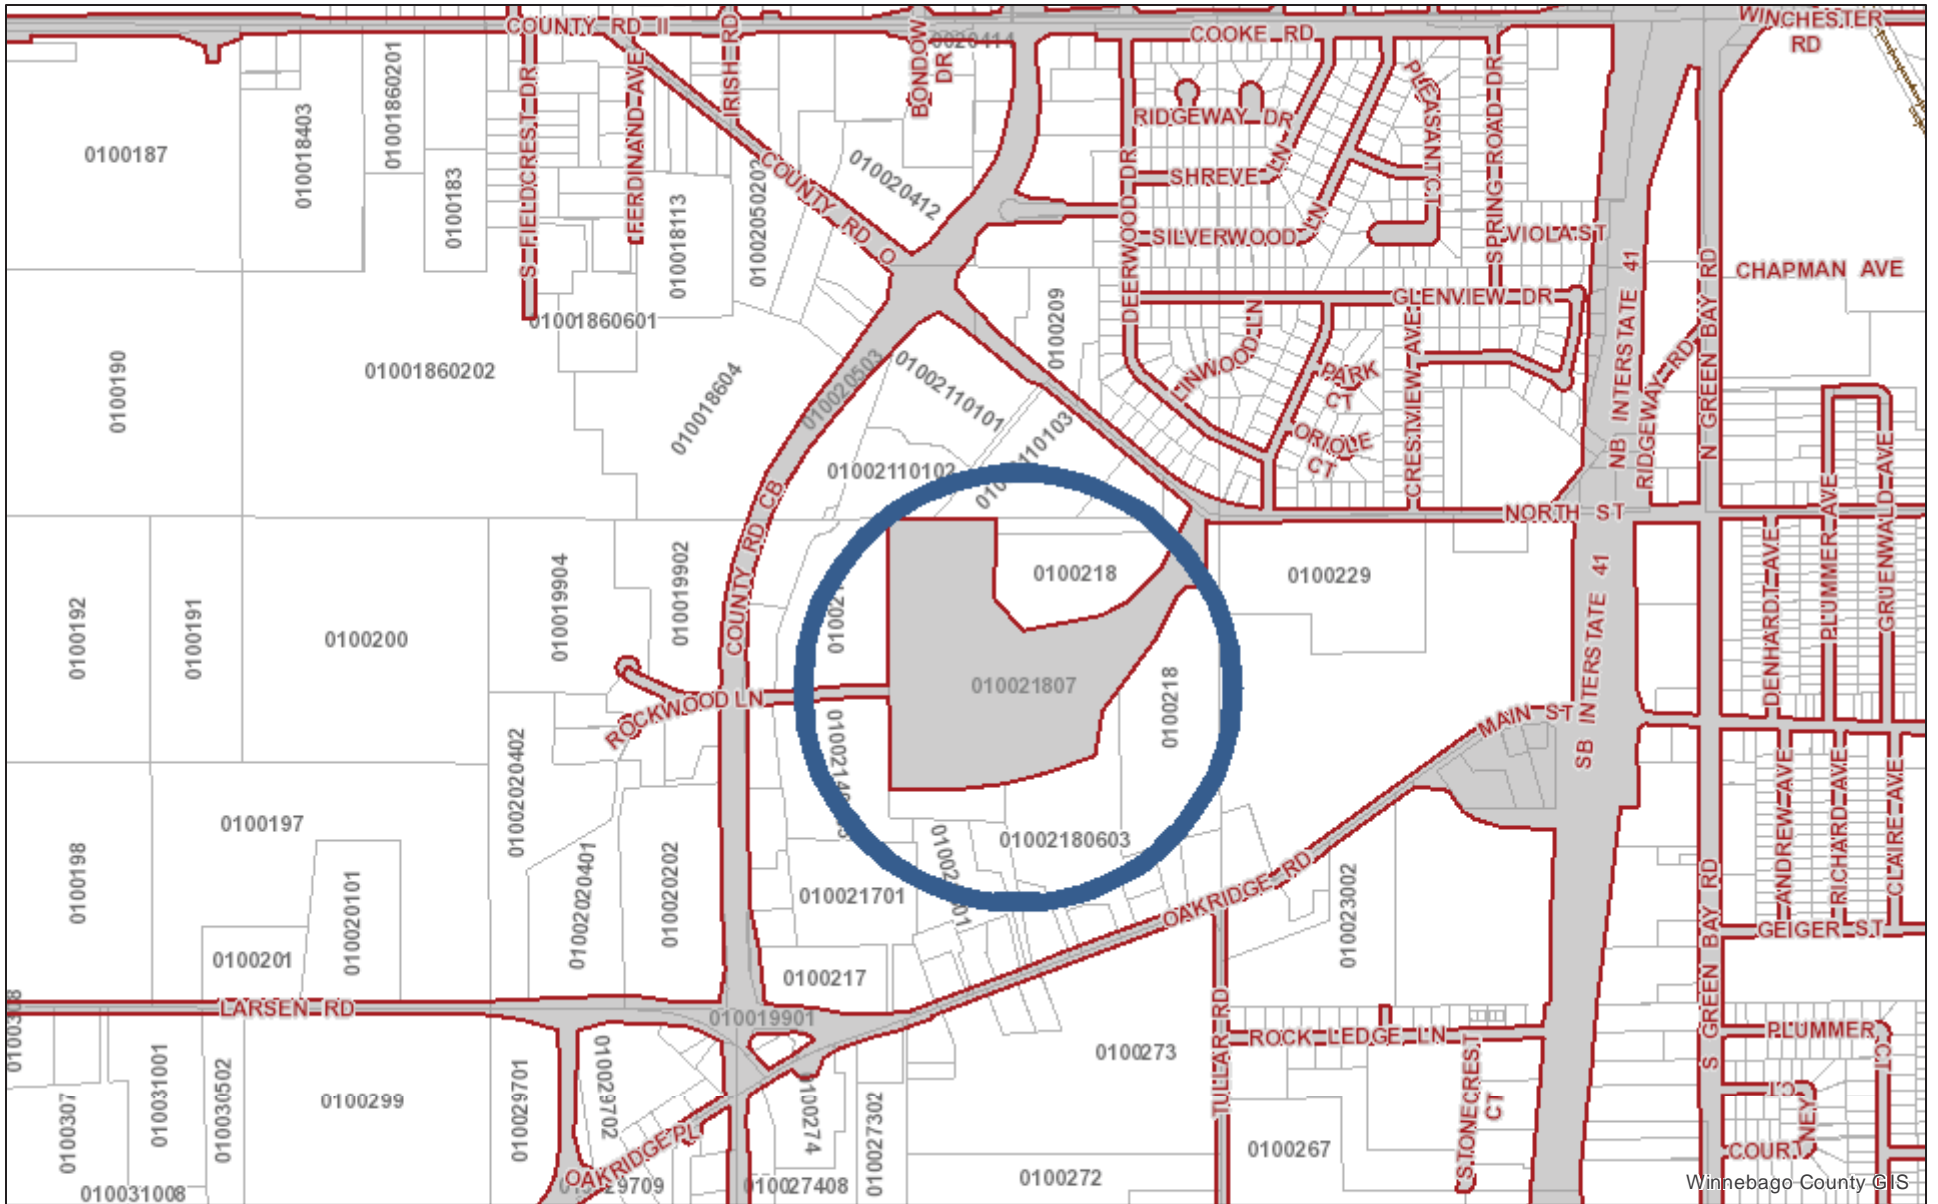 COUNTY RD II
IRISH RD
BONDOW
DR
COOKE RD
WINCHESTER
RD
S FIELDCREST DR
FERDINAND AVE
0100187
010018403
01001860201
0100183
010018113
01002050202
COUNTY RD O
010020412
RIDGEWAY DR
PLEASANT CT
SPRING ROAD DR
SHREVE LN
DEERWOOD DR
SILVERWOOD LN
VIOLA ST
NB INTERSTATE 41
N GREEN BAY RD
CHAPMAN AVE
GLENVIEW DR
01001860601
0100209
LINWOOD LN
CRESTVIEW AVE
PARK
CT
ORIOLE
CT
RIDGEWAY RD
0100190
01001860202
010018604
010020503
01002110101
01002110102
NORTH ST
COUNTY RD CB
0100192
0100191
0100200
010019904
010019902
0100218
0100229
010021807
0100218
ROCKWOOD LN
MAIN ST
SB INTERSTATE 41
DENHARDT AVE
PLUMMER AVE
GRUENWALD AVE
0100197
0100198
01002020402
01002020401
010020202
01002180603
010021701
OAKRIDGE RD
010023002
ANDREW AVE
RICHARD AVE
CLAIRE AVE
GEIGER ST
S GREEN BAY RD
0100201
010020101
0100217
LARSEN RD
010019901
0100273
TULLAR RD
ROCK LEDGE LN
STONECREST
CT
PLUMMER
CT
0100307
010031001
010030502
0100299
010029701
010029702
OAKRIDGE PL
0100274
010027302
0100267
0100272
COURTNEY
CT
010031008
010027408
Winnebago County GIS